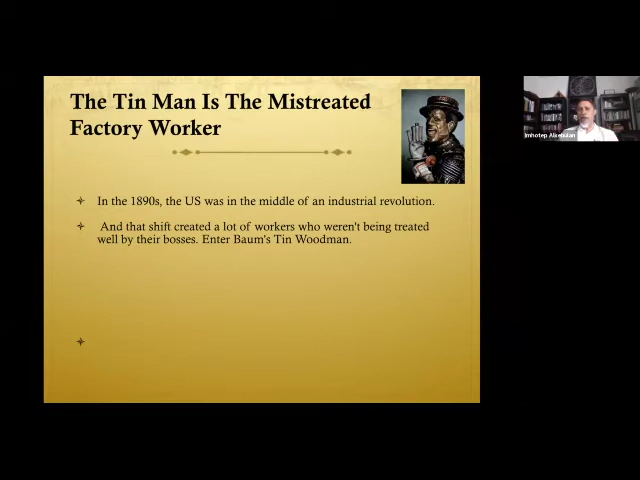 The Tin Man Is The Mistreated
Factory Worker
In the 1890s, the US was in the middle of an industrial revolution.
And that shift created a lot of workers who weren't being treated
well by their bosses. Enter Baum's Tin Woodman.
Imhotep Alkebulan